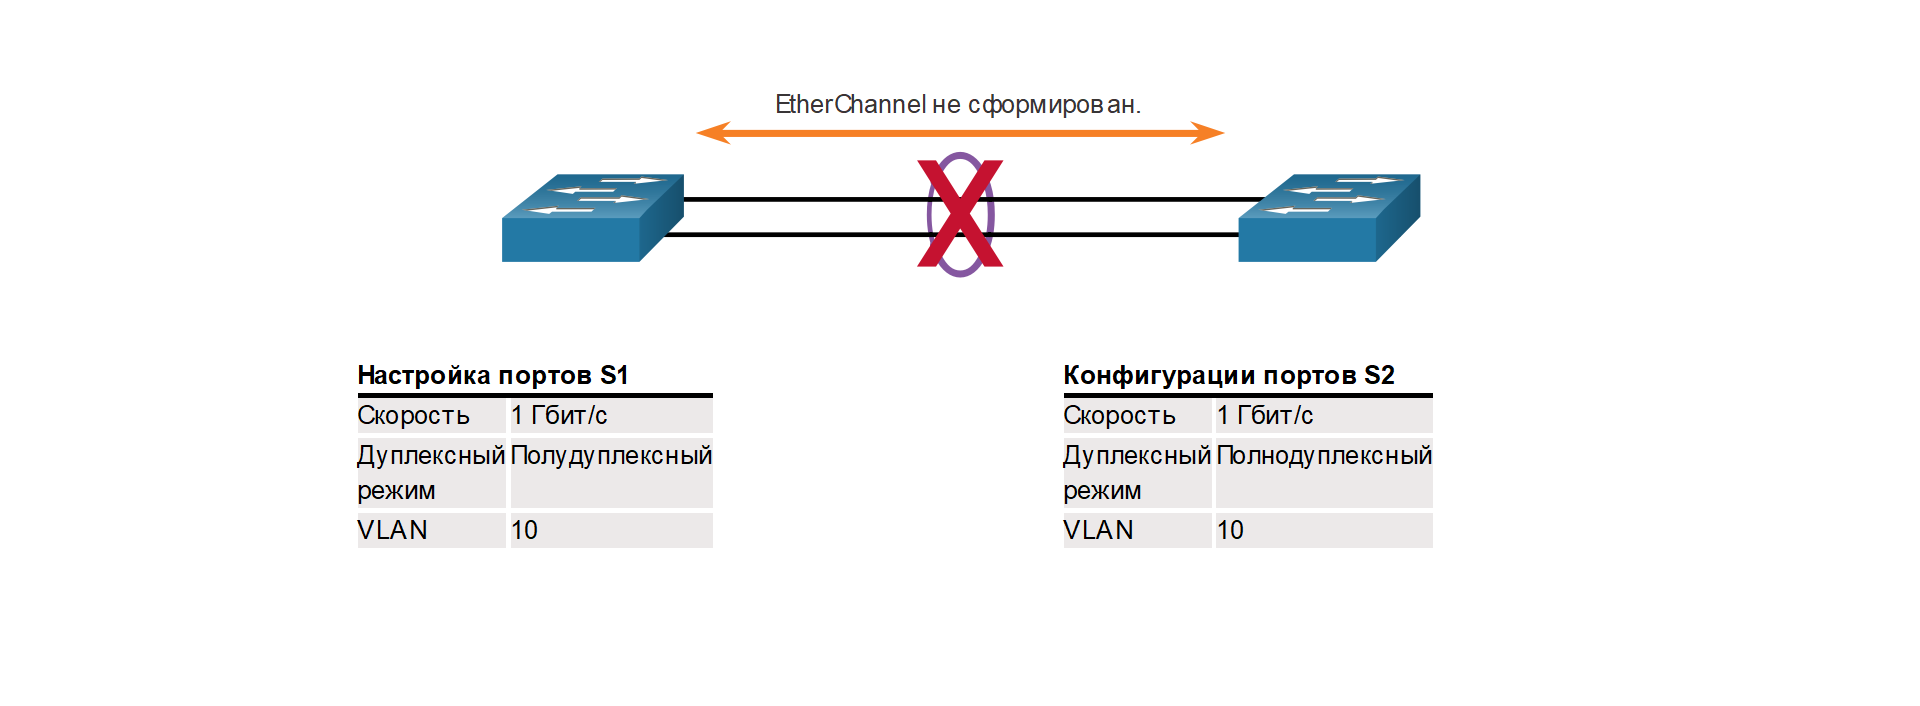 EtherChannel не сформирован.
Настройка портов S1
Скорость 1 Гбит/с
Дуплексный Полудуплексный
режим
VLAN 10
Конфигурации портов S2
Скорость 1 Гбит/с
Дуплексный Полнодуплексный
режим
VLAN 10